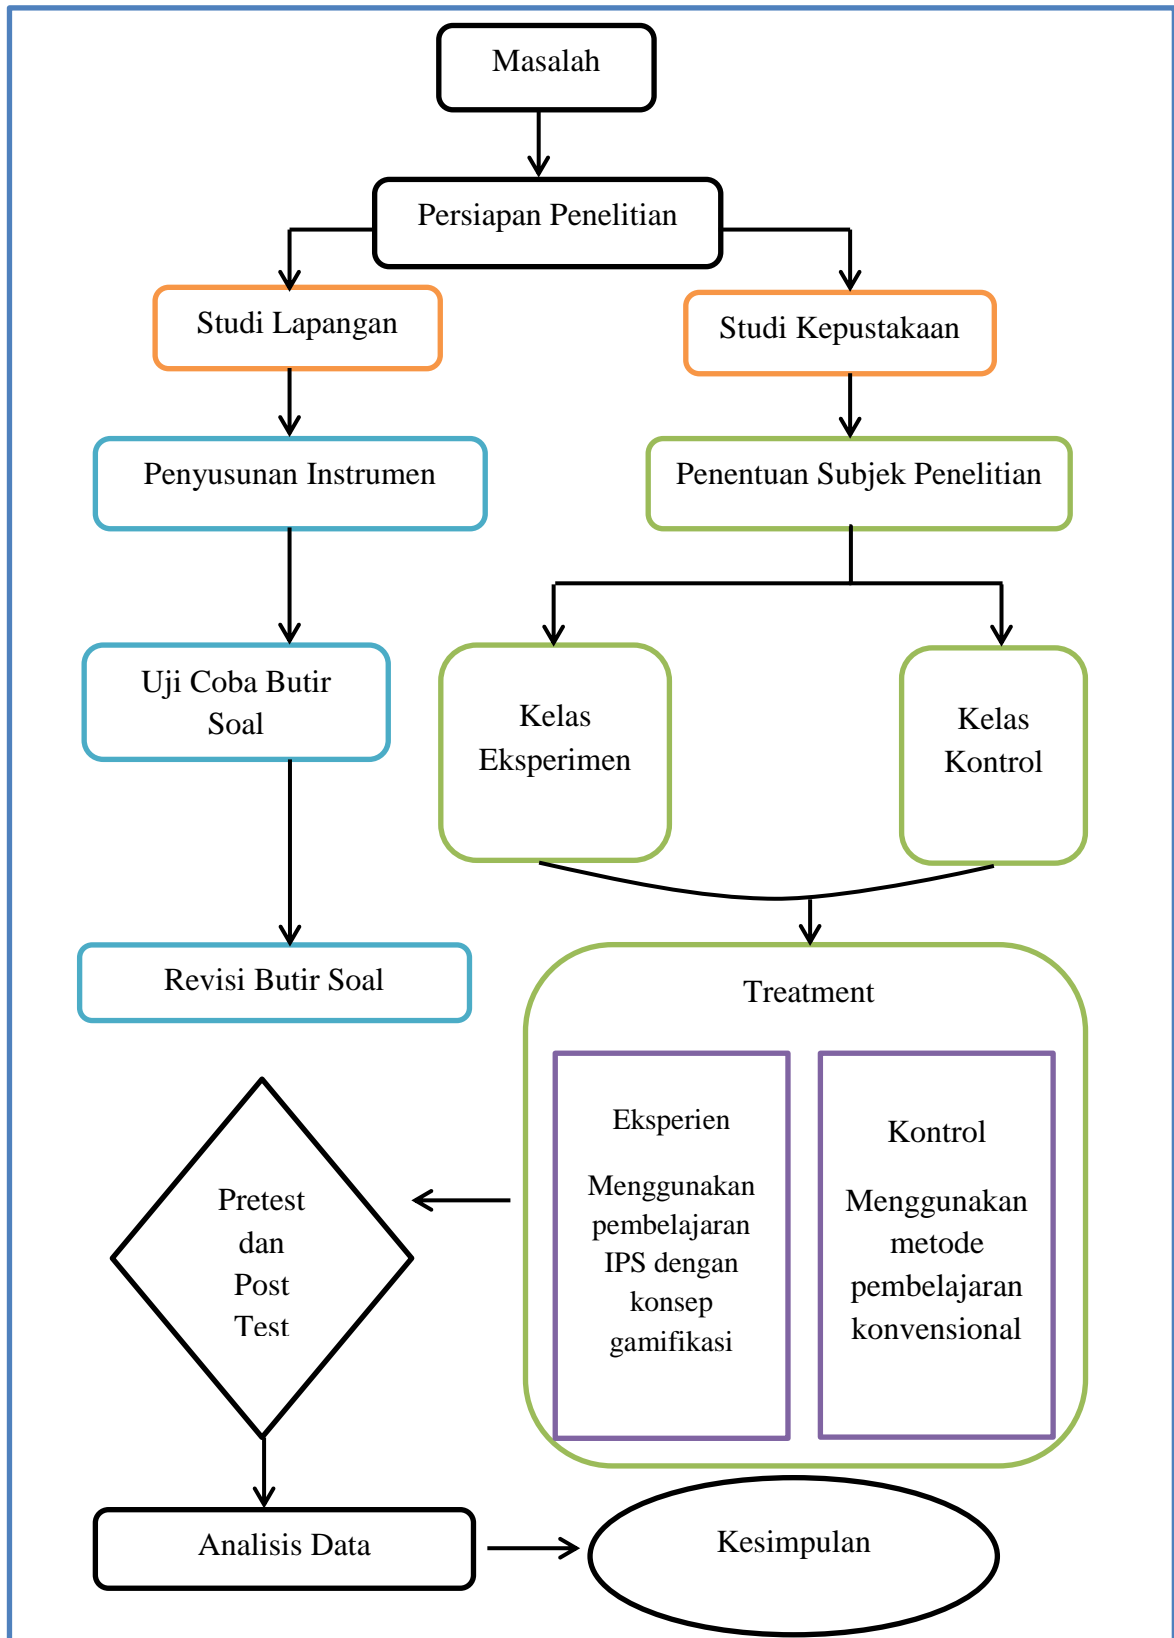 Masalah
Persiapan Penelitian
Studi Lapangan
Studi Kepustakaan
Penyusunan Instrumen
Penentuan Subjek Penelitian
Uji Coba Butir
Soal
Kelas
Eksperimen
Kelas
Kontrol
Revisi Butir Soal
Treatment
Eksperien
Menggunakan
pembelajaran
IPS dengan
konsep
gamifikasi
Kontrol
Menggunakan
metode
pembelajaran
konvensional
Pretest
dan
Post
Test
Analisis Data
Kesimpulan